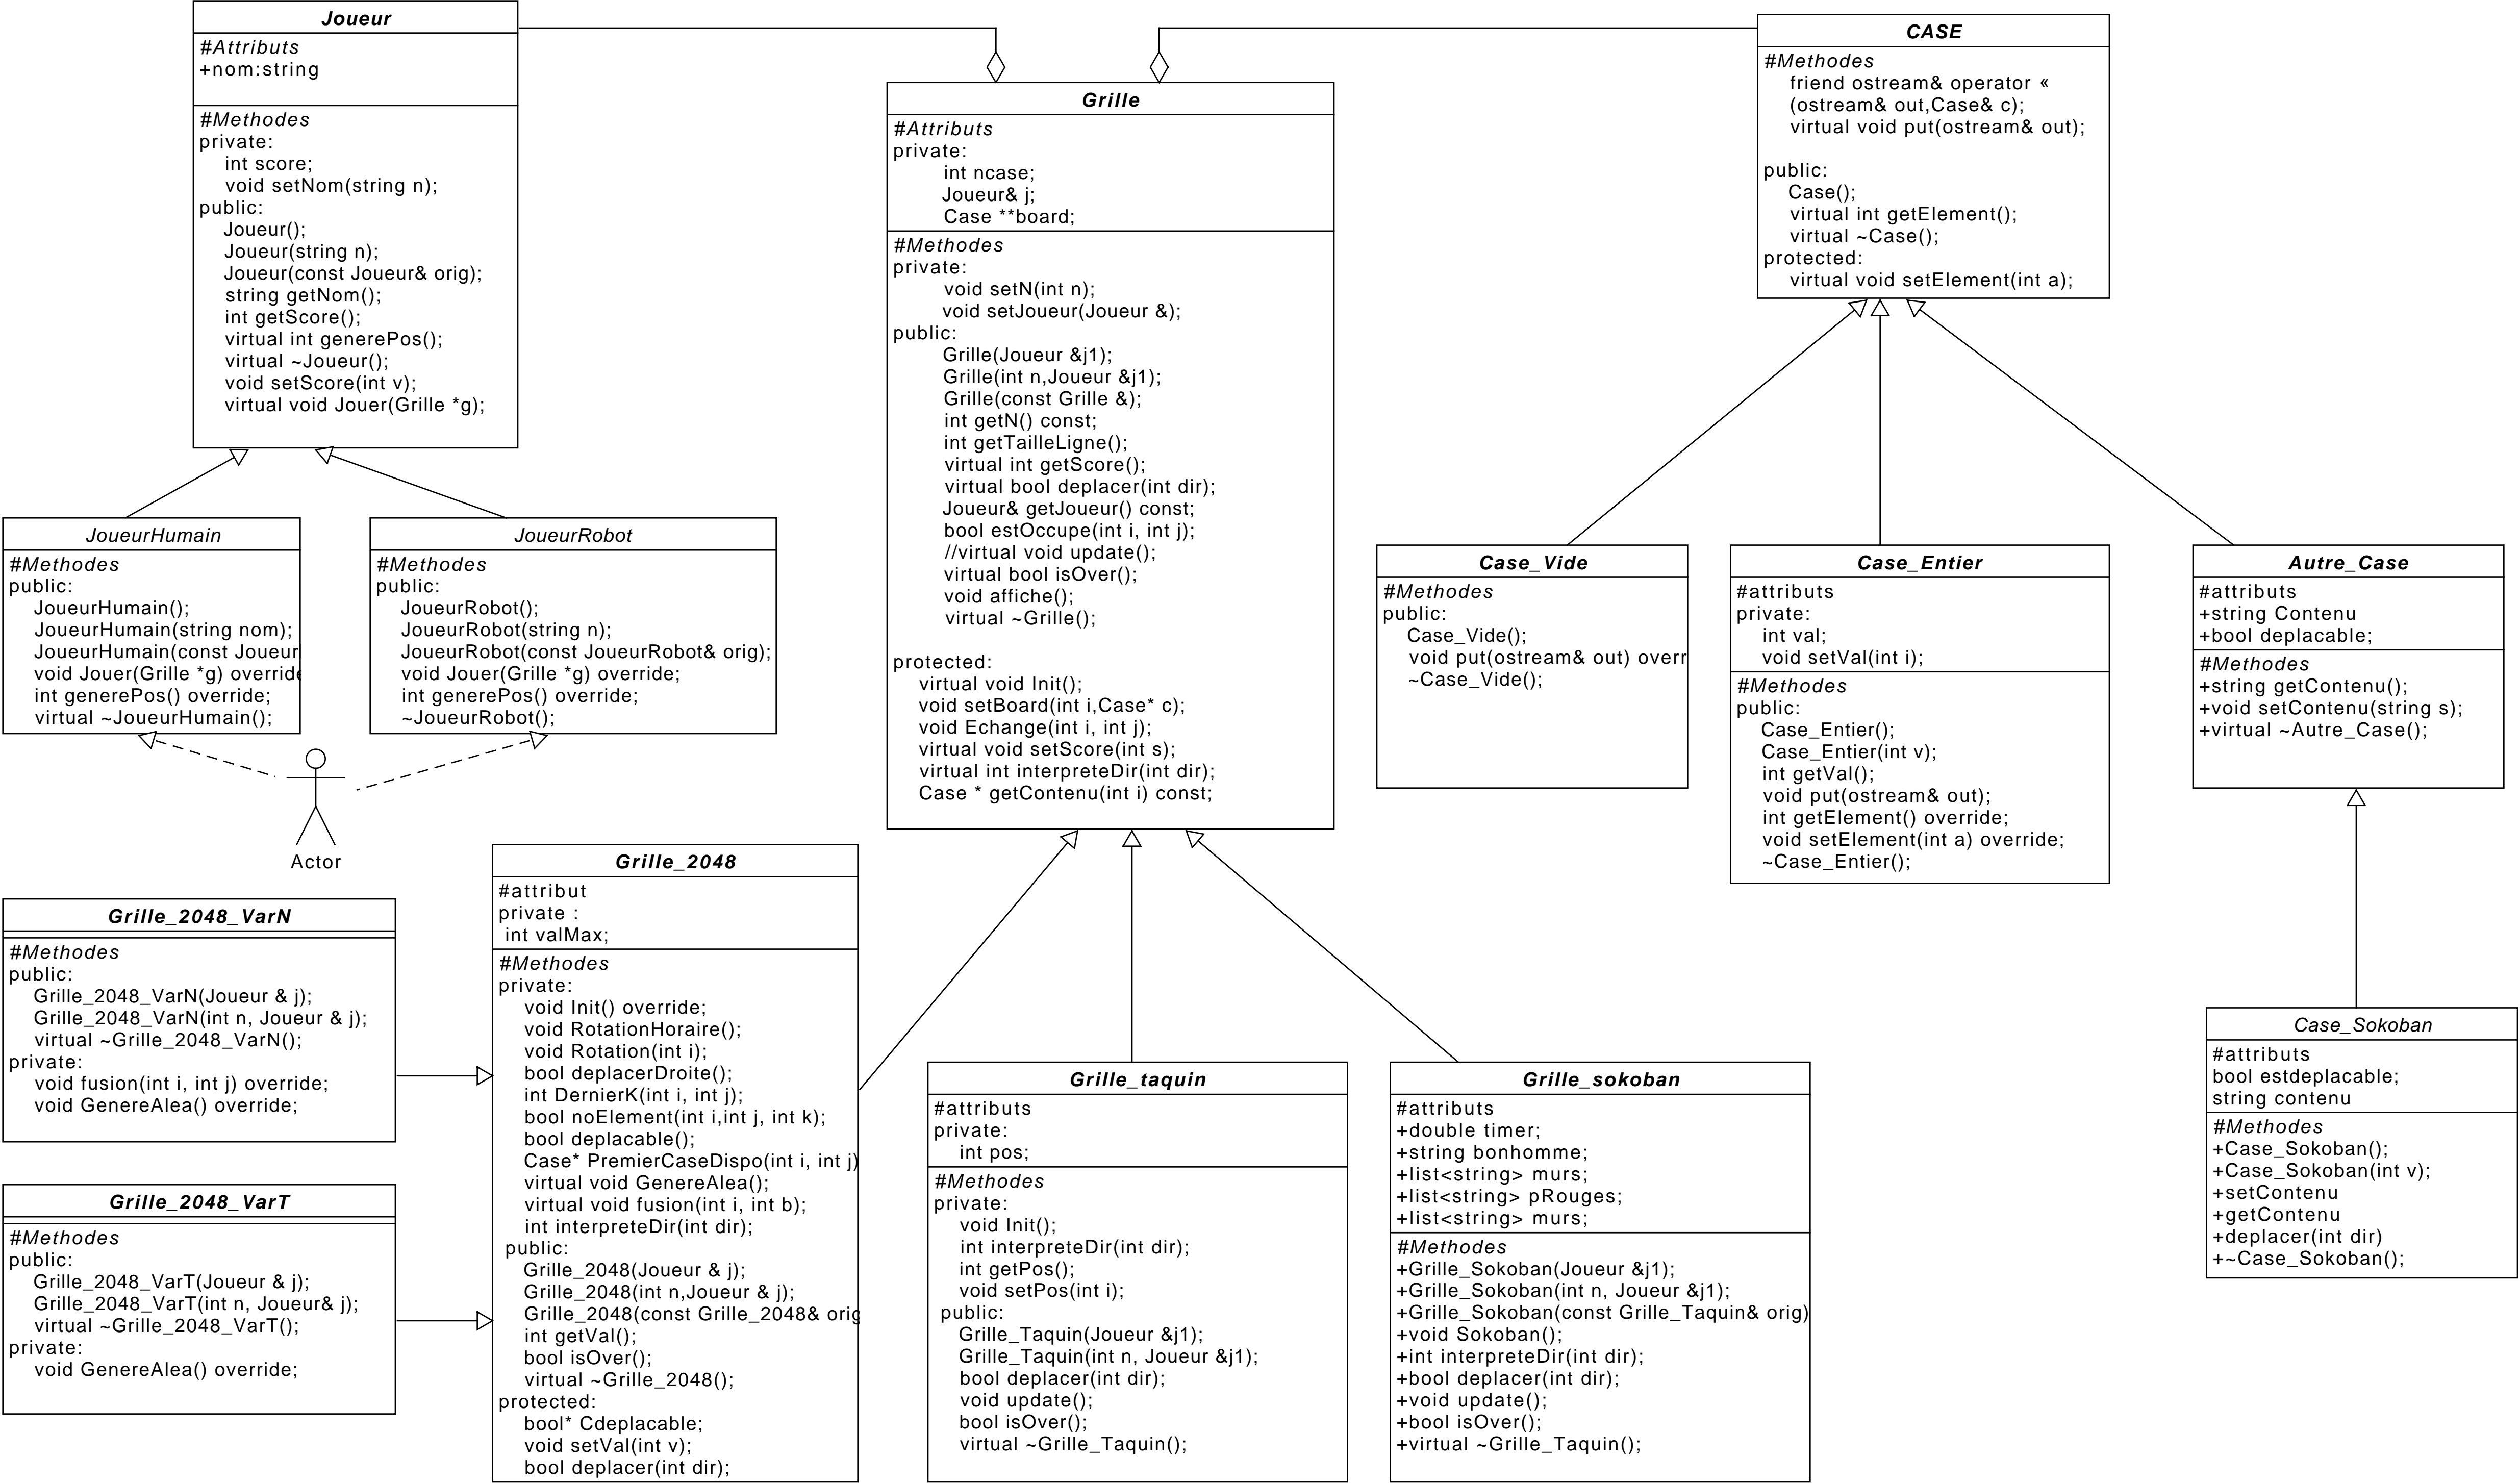 Joueur
#Attributs
+nom:string
#Methodes
private:
int score;
void setNom(string n);
public:
Joueur();
Joueur(string n);
Joueur(const Joueur& orig);
string getNom();
int getScore();
virtual int generePos();
virtual ~Joueur();
void setScore(int v);
virtual void Jouer(Grille *g);
Grille
#Attributs
private:
int ncase;
Joueur& j;
Case **board;
#Methodes
private:
void setN(int n);
void setJoueur(Joueur &);
public:
Grille(Joueur &j1);
Grille(int n,Joueur &j1);
Grille(const Grille &);
int getN() const;
int getTailleLigne();
virtual int getScore();
virtual bool deplacer(int dir);
Joueur& getJoueur() const;
bool estOccupe(int i, int j);
//virtual void update();
virtual bool isOver();
void affiche();
virtual ~Grille();
protected:
virtual void Init();
void setBoard(int i,Case* c);
void Echange(int i, int j);
virtual void setScore(int s);
virtual int interpreteDir(int dir);
Case * getContenu(int i) const;
CASE
#Methodes
friend ostream& operator «
(ostream& out,Case& c);
virtual void put(ostream& out);
public:
Case();
virtual int getElement();
virtual ~Case();
protected:
virtual void setElement(int a);
JoueurHumain
#Methodes
public:
JoueurHumain();
JoueurHumain(string nom);
JoueurHumain(const Joueur
void Jouer(Grille *g) override
int generePos() override;
virtual ~JoueurHumain();
JoueurRobot
#Methodes
public:
JoueurRobot();
JoueurRobot(string n);
JoueurRobot(const JoueurRobot& orig);
void Jouer(Grille *g) override;
int generePos() override;
~JoueurRobot();
Actor
Case_Vide
#Methodes
public:
Case_Vide();
void put(ostream& out) overr
~Case_Vide();
Case_Entier
#attributs
private:
int val;
void setVal(int i);
#Methodes
public:
Case_Entier();
Case_Entier(int v);
int getVal();
void put(ostream& out);
int getElement() override;
void setElement(int a) override;
~Case_Entier();
Autre_Case
#attributs
+string Contenu
+bool deplacable;
#Methodes
+string getContenu();
+void setContenu(string s);
+virtual ~Autre_Case();
Grille_2048_VarN
#Methodes
public:
Grille_2048_VarN(Joueur & j);
Grille_2048_VarN(int n, Joueur & j);
virtual ~Grille_2048_VarN();
private:
void fusion(int i, int j) override;
void GenereAlea() override;
Grille_2048_VarT
#Methodes
public:
Grille_2048_VarT(Joueur & j);
Grille_2048_VarT(int n, Joueur& j);
virtual ~Grille_2048_VarT();
private:
void GenereAlea() override;
Grille_2048
#attribut
private :
int valMax;
#Methodes
private:
void Init() override;
void RotationHoraire();
void Rotation(int i);
bool deplacerDroite();
int DernierK(int i, int j);
bool noElement(int i,int j, int k);
bool deplacable();
Case* PremierCaseDispo(int i, int j)
virtual void GenereAlea();
virtual void fusion(int i, int b);
int interpreteDir(int dir);
public:
Grille_2048(Joueur & j);
Grille_2048(int n,Joueur & j);
Grille_2048(const Grille_2048& orig
int getVal();
bool isOver();
virtual ~Grille_2048();
protected:
bool* Cdeplacable;
void setVal(int v);
bool deplacer(int dir);
Grille_taquin
#attributs
private:
int pos;
#Methodes
private:
void Init();
int interpreteDir(int dir);
int getPos();
void setPos(int i);
public:
Grille_Taquin(Joueur &j1);
Grille_Taquin(int n, Joueur &j1);
bool deplacer(int dir);
void update();
bool isOver();
virtual ~Grille_Taquin();
Grille_sokoban
#attributs
+double timer;
+string bonhomme;
+list<string> murs;
+list<string> pRouges;
+list<string> murs;
#Methodes
+Grille_Sokoban(Joueur &j1);
+Grille_Sokoban(int n, Joueur &j1);
+Grille_Sokoban(const Grille_Taquin& orig)
+void Sokoban();
+int interpreteDir(int dir);
+bool deplacer(int dir);
+void update();
+bool isOver();
+virtual ~Grille_Taquin();
Case_Sokoban
#attributs
bool estdeplacable;
string contenu
#Methodes
+Case_Sokoban();
+Case_Sokoban(int v);
+setContenu
+getContenu
+deplacer(int dir)
+~Case_Sokoban();